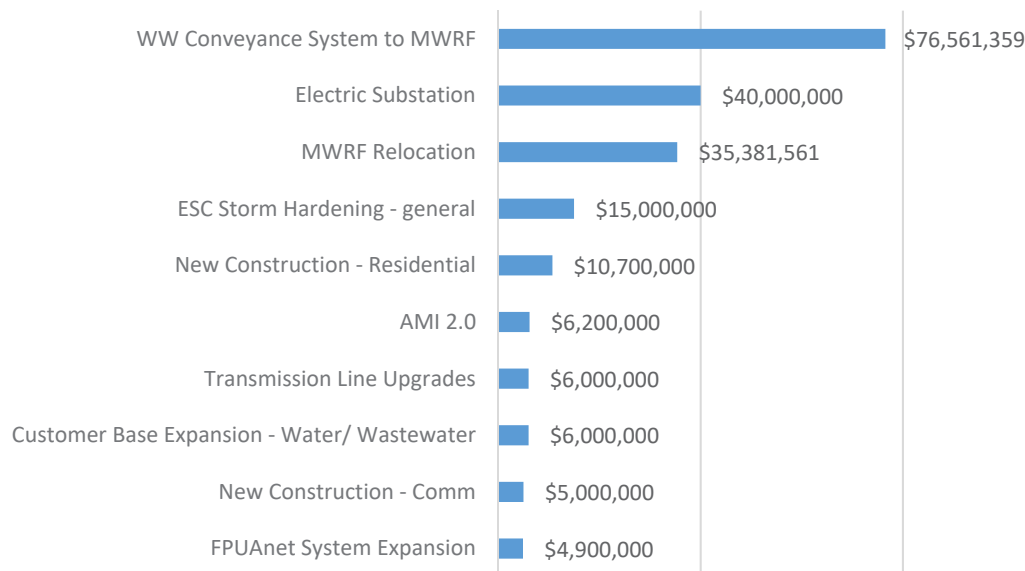 WW Conveyance System to MWRF $76,561,359
Electric Substation $40,000,000
MWRF Relocation $35,381,561
ESC Storm Hardening - general $15,000,000
New Construction - Residential $10,700,000
AMI 2.0 $6,200,000
Transmission Line Upgrades $6,000,000
Customer Base Expansion - Water/ Wastewater $6,000,000
New Construction - Comm $5,000,000
FPUAnet System Expansion $4,900,000